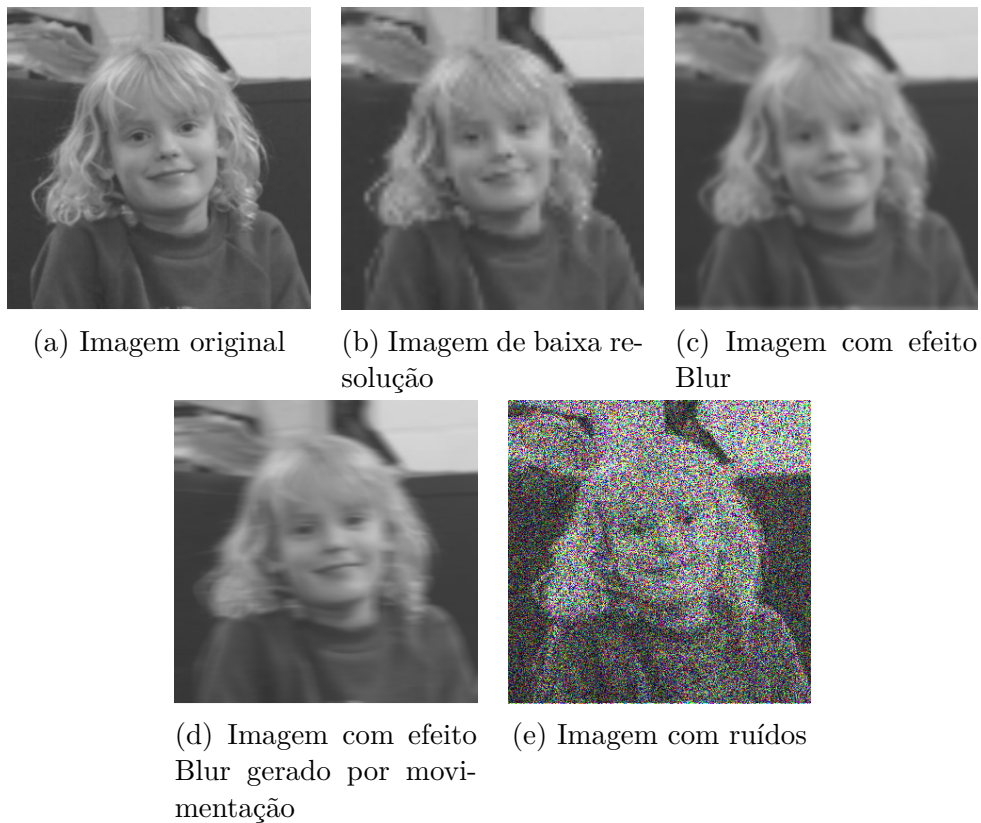 (a) Imagem original
(b) Imagem de baixa re-
solução
(c) Imagem com efeito
Blur
(d) Imagem com efeito
Blur gerado por movi-
mentação
(e) Imagem com ruídos